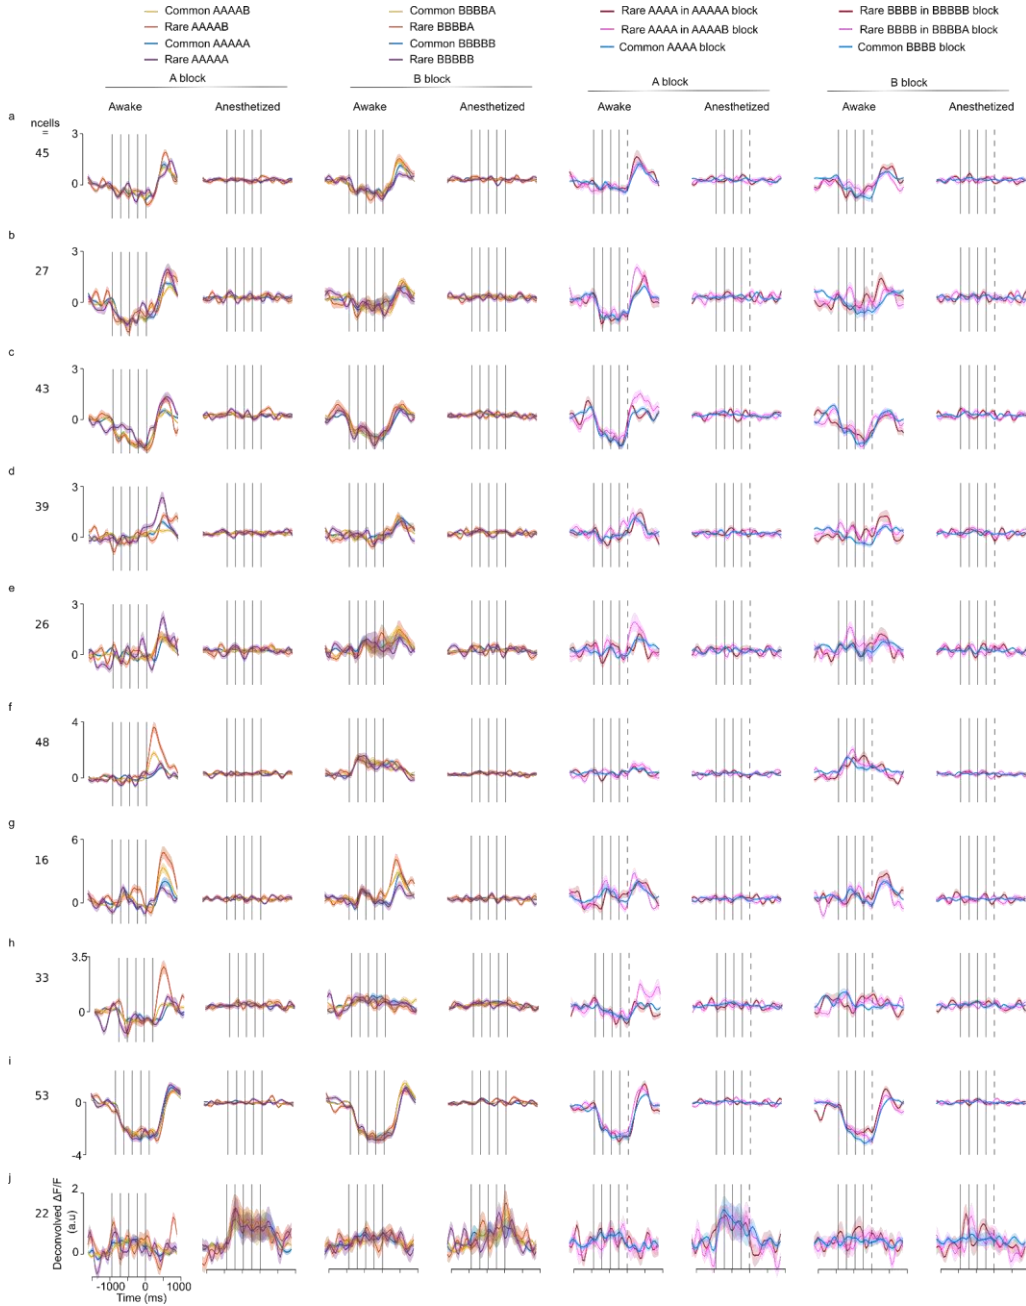 Common AAAAB
Rare AAAAB
Common AAAAA
Rare AAAAA
Common BBBBA
Rare BBBBA
Common BBBBB
Rare BBBBB
Rare AAAA in AAAAA block
Rare AAAA in AAAAB block
Common AAAA block
Rare BBBB in BBBBB block
Rare BBBB in BBBBA block
Common BBBB block
A block
B block
A block
B block
Awake
Anesthetized
Awake
Anesthetized
Awake
Anesthetized
Awake
Anesthetized
a
ncells
=
45
3
0
b
27
3
0
c
43
3
0
d
39
3
0
e
26
3
0
f
48
4
0
g
16
6
0
h
33
3.5
0
i
53
0
-4
j
22
Deconvolved ΔF/F
(a.u)
2
0
-1000
0
1000
Time (ms)